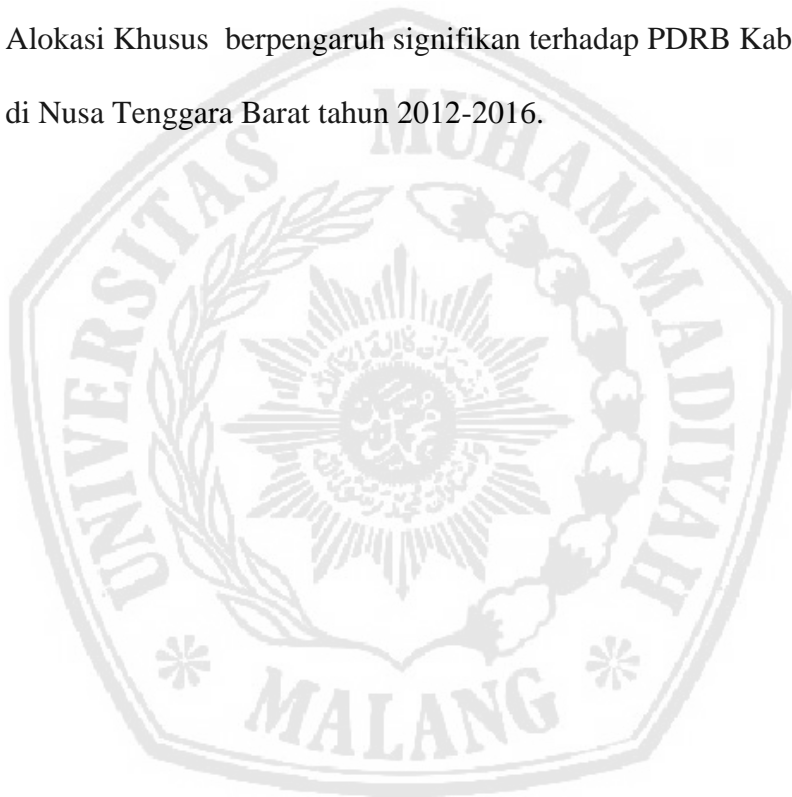 Alokasi Khusus berpengaruh signifikan terhadap PDRB Kab
di Nusa Tenggara Barat tahun 2012-2016.
UNIVERSITAS MUHAMMADIYAH
MALANG